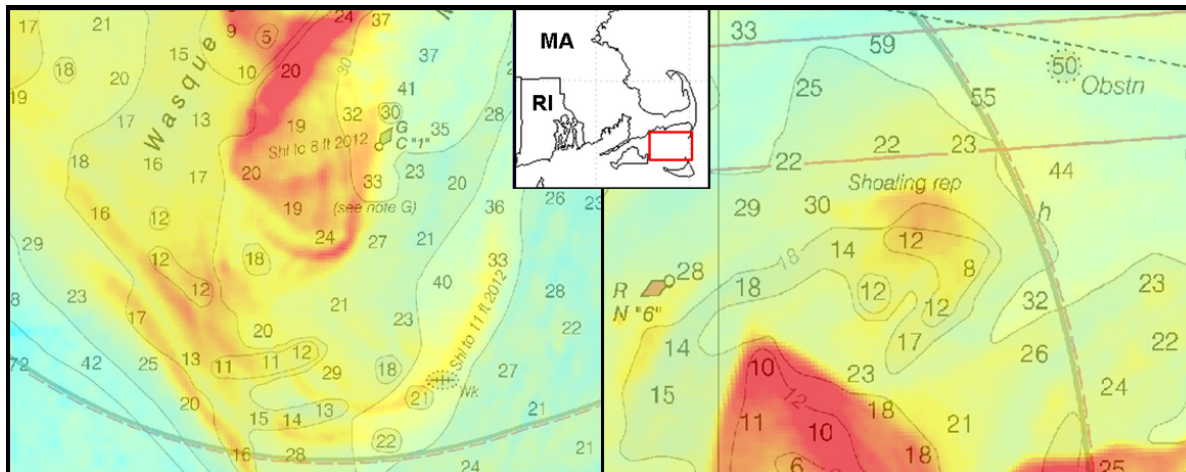 17 9 24 37
15 5
18 10 20 37
20 30 41
19 17 13 19 32 30 35 28
Wasque
Shl to 8 ft 2012
G
C "1"
18 16 17 20 33 23 20
16 12 19 (see note G) 36 26 23
29 12 18 24 27 21
33
23 12 40 28
17 21 23 22
20
13 11 11 12 29 18
72 42 25 27
Shl to 11 ft 2012
Wk
20 15 14 13 21 21
16 28 22 24 21
MA
RI
33 59
25 50
Obstn
55
22 22 23 44
Shoaling rep
29 30 12 h
14 8
18
R 28
N "6"
18 12 12 32 23
14 17 26 22
10 23
15 12 24
11 10 18 21
6 18 25